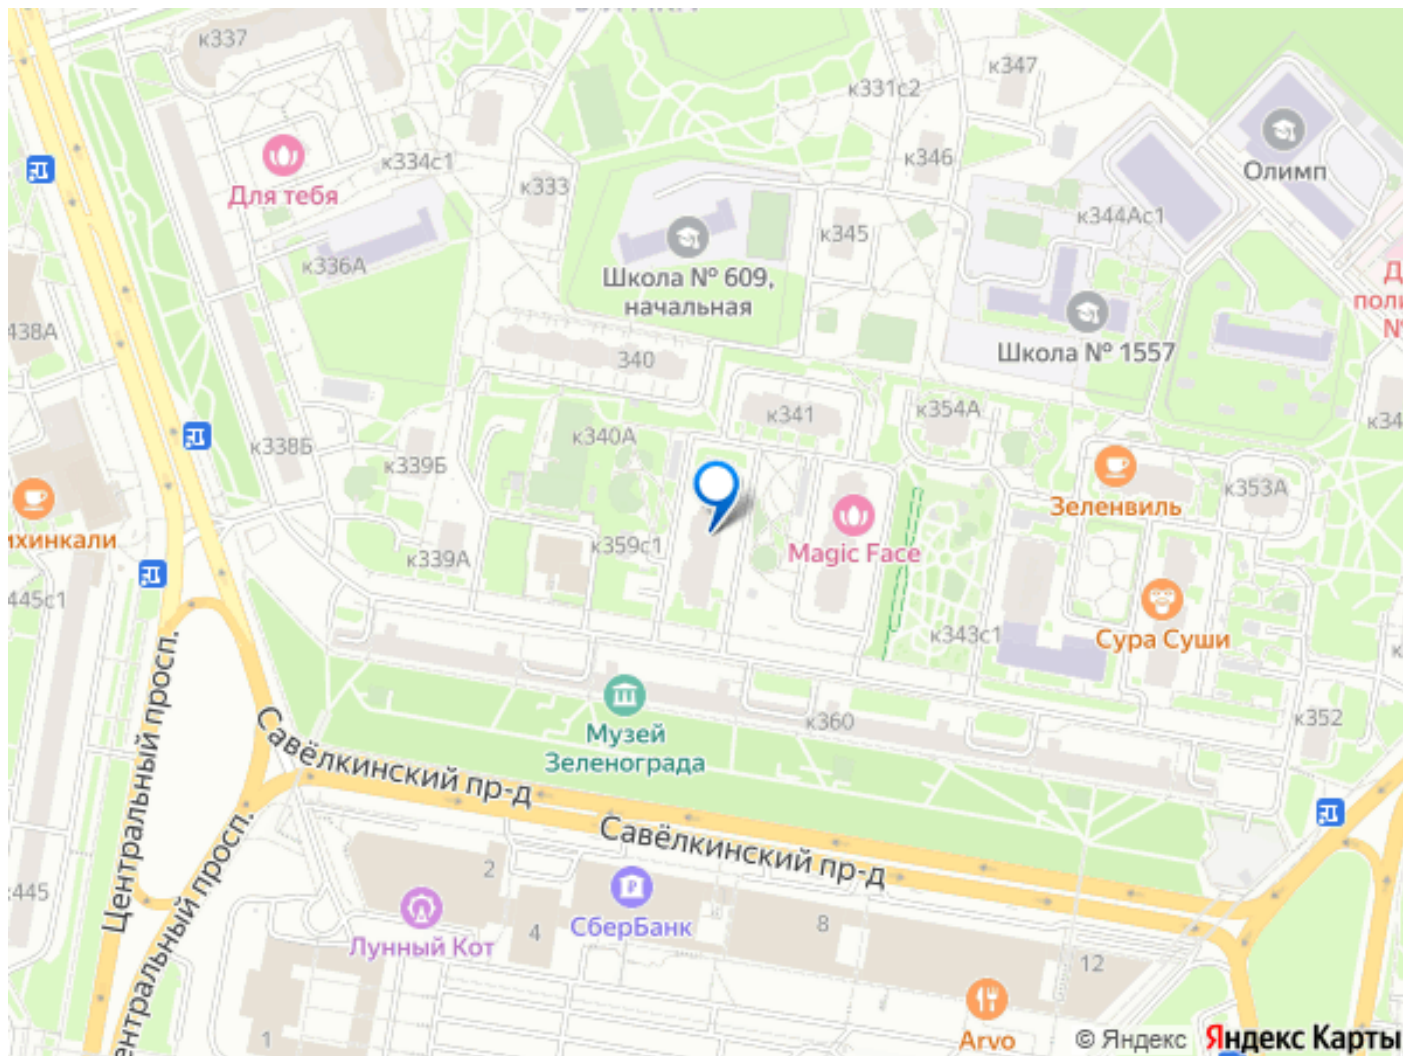 к337
к347
к331с2
Для тебя
к334с1
к333
к346
Олимп
к336А
Школа № 609,
начальная
к345
к344Ас1
438А
340
Школа № 1557
к341
к354А
к338Б
к339Б
к340А
Зеленвиль
к353А
ихинкали
к339А
к359с1
Magic Face
445с1
к343с1
Сура Суши
Музей
Зеленограда
к360
к352
Центральный просп.
Савёлкинский пр-д
Савёлкинский пр-д
445
2
Лунный Кот
4
СберБанк
8
12
1
Arvo
© Яндекс Яндекс Карты